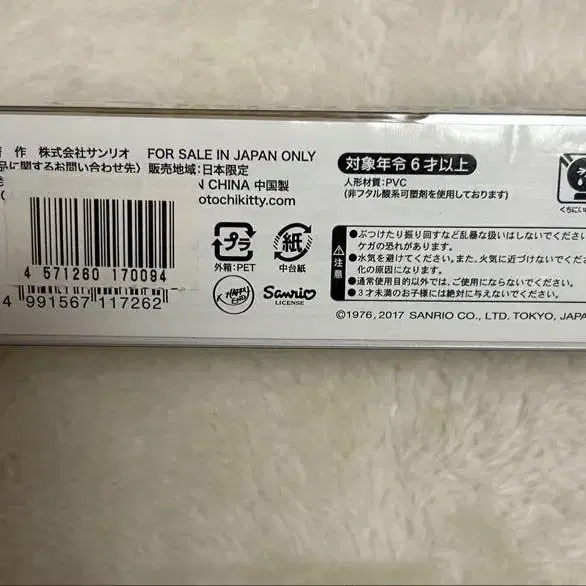 著 作 株式会社サンリオ FOR SALE IN JAPAN ONLY
品に関するお問い合わせ先〉 販売地域:日本限定
CHINA 中国製
otochikitty.com
4 571260 170094
4 991567 117262
プラ
外箱:PET
紙
中台紙
HAPPY END
Sanrio
LICENSE
対象年令6才以上
人形材質:PVC
(非フタル酸系可塑剤を使用しております)
くちにい
注意
●ぶつけたり振り回すなど乱暴な扱いはしないでくださ
ケガの恐れがあります。
●水気を避けてください。また、火気に近づけないでくだ
化の原因になります。
●通常使用目的以外では、ご使用にならないでください。
●3才未満のお子様には絶対に与えないでください。
©1976, 2017 SANRIO CO., LTD. TOKYO, JAPA